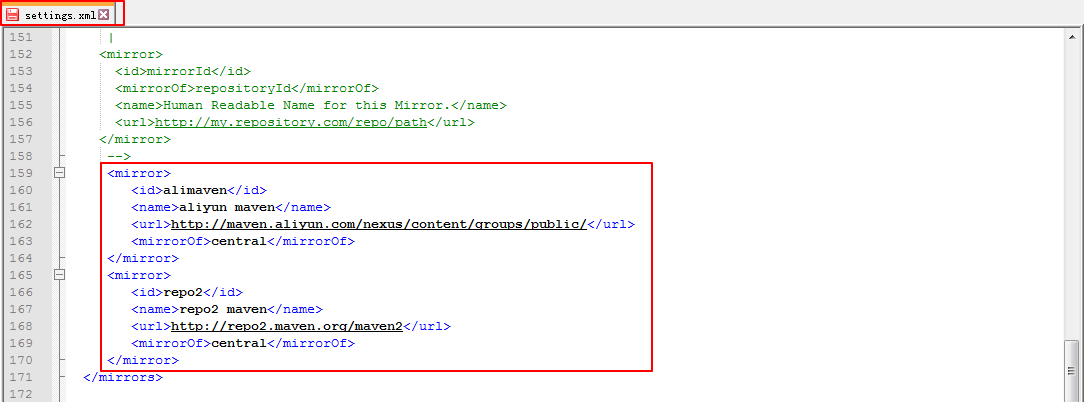 settings.xml
151 |
152 <mirror>
153 <id>mirrorId</id>
154 <mirrorOf>repositoryId</mirrorOf>
155 <name>Human Readable Name for this Mirror.</name>
156 <url>http://my.repository.com/repo/path</url>
157 </mirror>
158 -->
159 <mirror>
160 <id>alimaven</id>
161 <name>aliyun maven</name>
162 <url>http://maven.aliyun.com/nexus/content/groups/public/</url>
163 <mirrorOf>central</mirrorOf>
164 </mirror>
165 <mirror>
166 <id>repo2</id>
167 <name>repo2 maven</name>
168 <url>http://repo2.maven.org/maven2</url>
169 <mirrorOf>central</mirrorOf>
170 </mirror>
171 </mirrors>
172